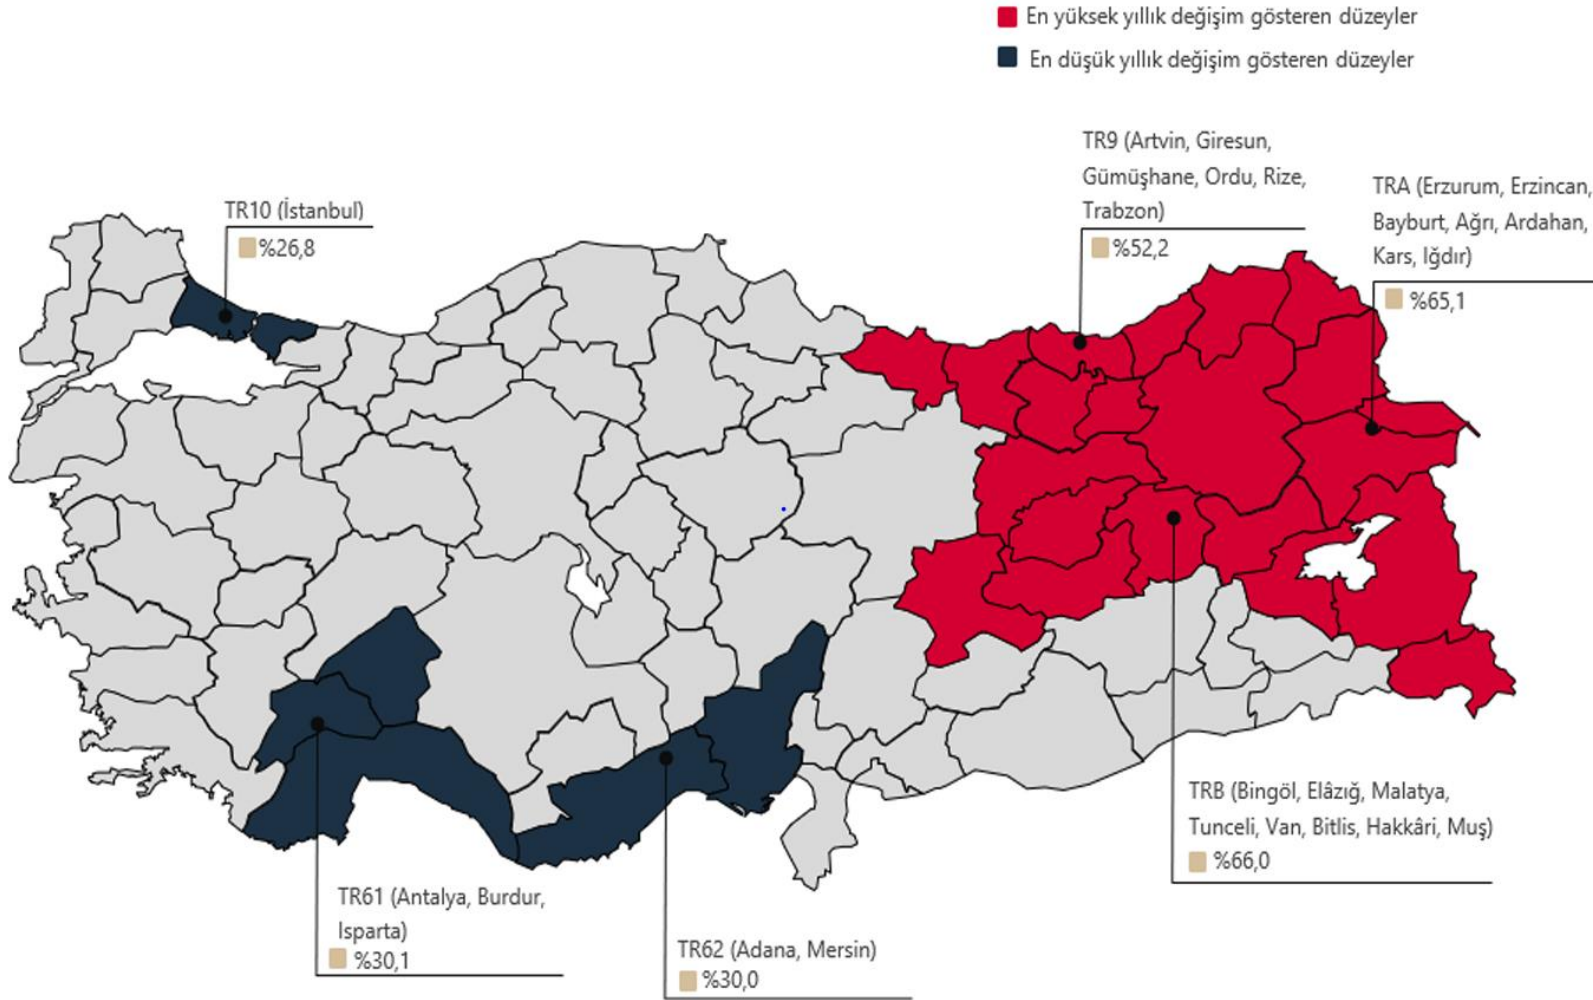 En yüksek yıllık değişim gösteren düzeyler
En düşük yıllık değişim gösteren düzeyler
TR9 (Artvin, Giresun,
Gümüşhane, Ordu, Rize,
Trabzon)
%52,2
TRA (Erzurum, Erzincan,
Bayburt, Ağrı, Ardahan,
Kars, Iğdır)
%65,1
TR10 (İstanbul)
%26,8
TRB (Bingöl, Elâzığ, Malatya,
Tunceli, Van, Bitlis, Hakkâri, Muş)
%66,0
TR61 (Antalya, Burdur,
Isparta)
%30,1
TR62 (Adana, Mersin)
%30,0